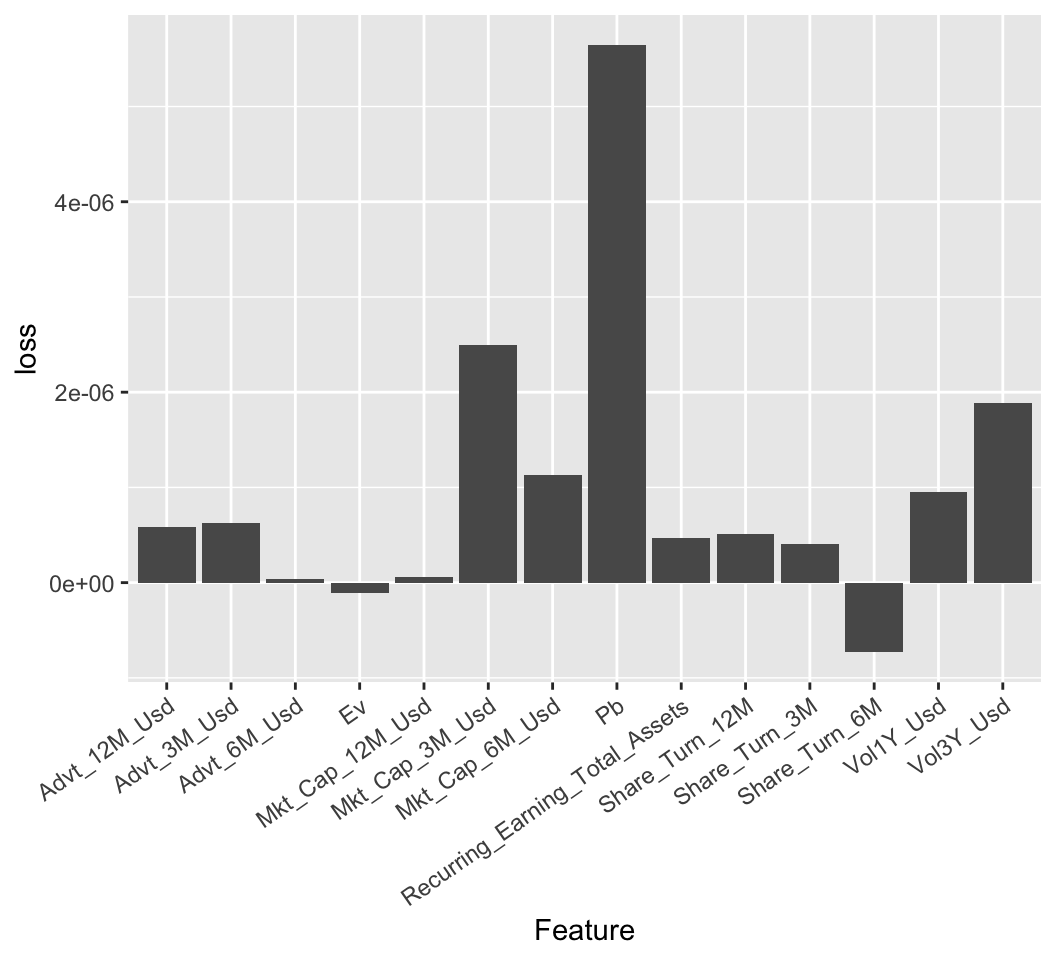 loss
4e-06
2e-06
0e+00
Advt_12M_Usd
Advt_3M_Usd
Advt_6M_Usd
Ev
Mkt_Cap_12M_Usd
Mkt_Cap_3M_Usd
Mkt_Cap_6M_Usd
Pb
Recurring_Earning_Total_Assets
Share_Turn_12M
Share_Turn_3M
Share_Turn_6M
Vol1Y_Usd
Vol3Y_Usd
Feature